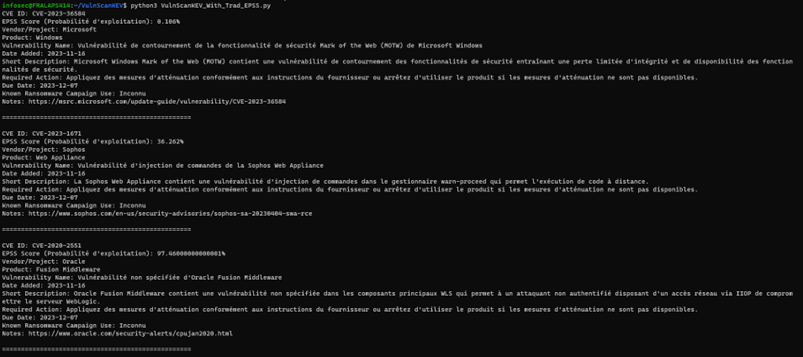 infosec@FRALAPS414:~/VulnScanKEV$ python3 VulnScanKEV_With_Trad_EPSS.py
CVE ID: CVE-2023-36584
EPSS Score (Probabilité d'exploitation): 0.106%
Vendor/Project: Microsoft
Product: Windows
Vulnerability Name: Vulnérabilité de contournement de la fonctionnalité de sécurité Mark of the Web (MOTW) de Microsoft Windows
Date Added: 2023-11-16
Short Description: Microsoft Windows Mark of the Web (MOTW) contient une vulnérabilité de contournement des fonctionnalités de sécurité entraînant une perte limitée d'intégrité et de disponibilité des fonction
nalités de sécurité.
Required Action: Appliquez des mesures d'atténuation conformément aux instructions du fournisseur ou arrêtez d'utiliser le produit si les mesures d'atténuation ne sont pas disponibles.
Due Date: 2023-12-07
Known Ransomware Campaign Use: Inconnu
Notes: https://msrc.microsoft.com/update-guide/vulnerability/CVE-2023-36584
==================================================
CVE ID: CVE-2023-1671
EPSS Score (Probabilité d'exploitation): 36.262%
Vendor/Project: Sophos
Product: Web Appliance
Vulnerability Name: Vulnérabilité d'injection de commandes de la Sophos Web Appliance
Date Added: 2023-11-16
Short Description: La Sophos Web Appliance contient une vulnérabilité d'injection de commandes dans le gestionnaire warn-proceed qui permet l'exécution de code à distance.
Required Action: Appliquez des mesures d'atténuation conformément aux instructions du fournisseur ou arrêtez d'utiliser le produit si les mesures d'atténuation ne sont pas disponibles.
Due Date: 2023-12-07
Known Ransomware Campaign Use: Inconnu
Notes: https://www.sophos.com/en-us/security-advisories/sophos-sa-20230404-swa-rce
==================================================
CVE ID: CVE-2020-2551
EPSS Score (Probabilité d'exploitation): 97.46000000000001%
Vendor/Project: Oracle
Product: Fusion Middleware
Vulnerability Name: Vulnérabilité non spécifiée d'Oracle Fusion Middleware
Date Added: 2023-11-16
Short Description: Oracle Fusion Middleware contient une vulnérabilité non spécifiée dans les composants principaux WLS qui permet à un attaquant non authentifié disposant d'un accès réseau via IIOP de comprom
ettre le serveur WebLogic.
Required Action: Appliquez des mesures d'atténuation conformément aux instructions du fournisseur ou arrêtez d'utiliser le produit si les mesures d'atténuation ne sont pas disponibles.
Due Date: 2023-12-07
Known Ransomware Campaign Use: Inconnu
Notes: https://www.oracle.com/security-alerts/cpujan2020.html
==================================================